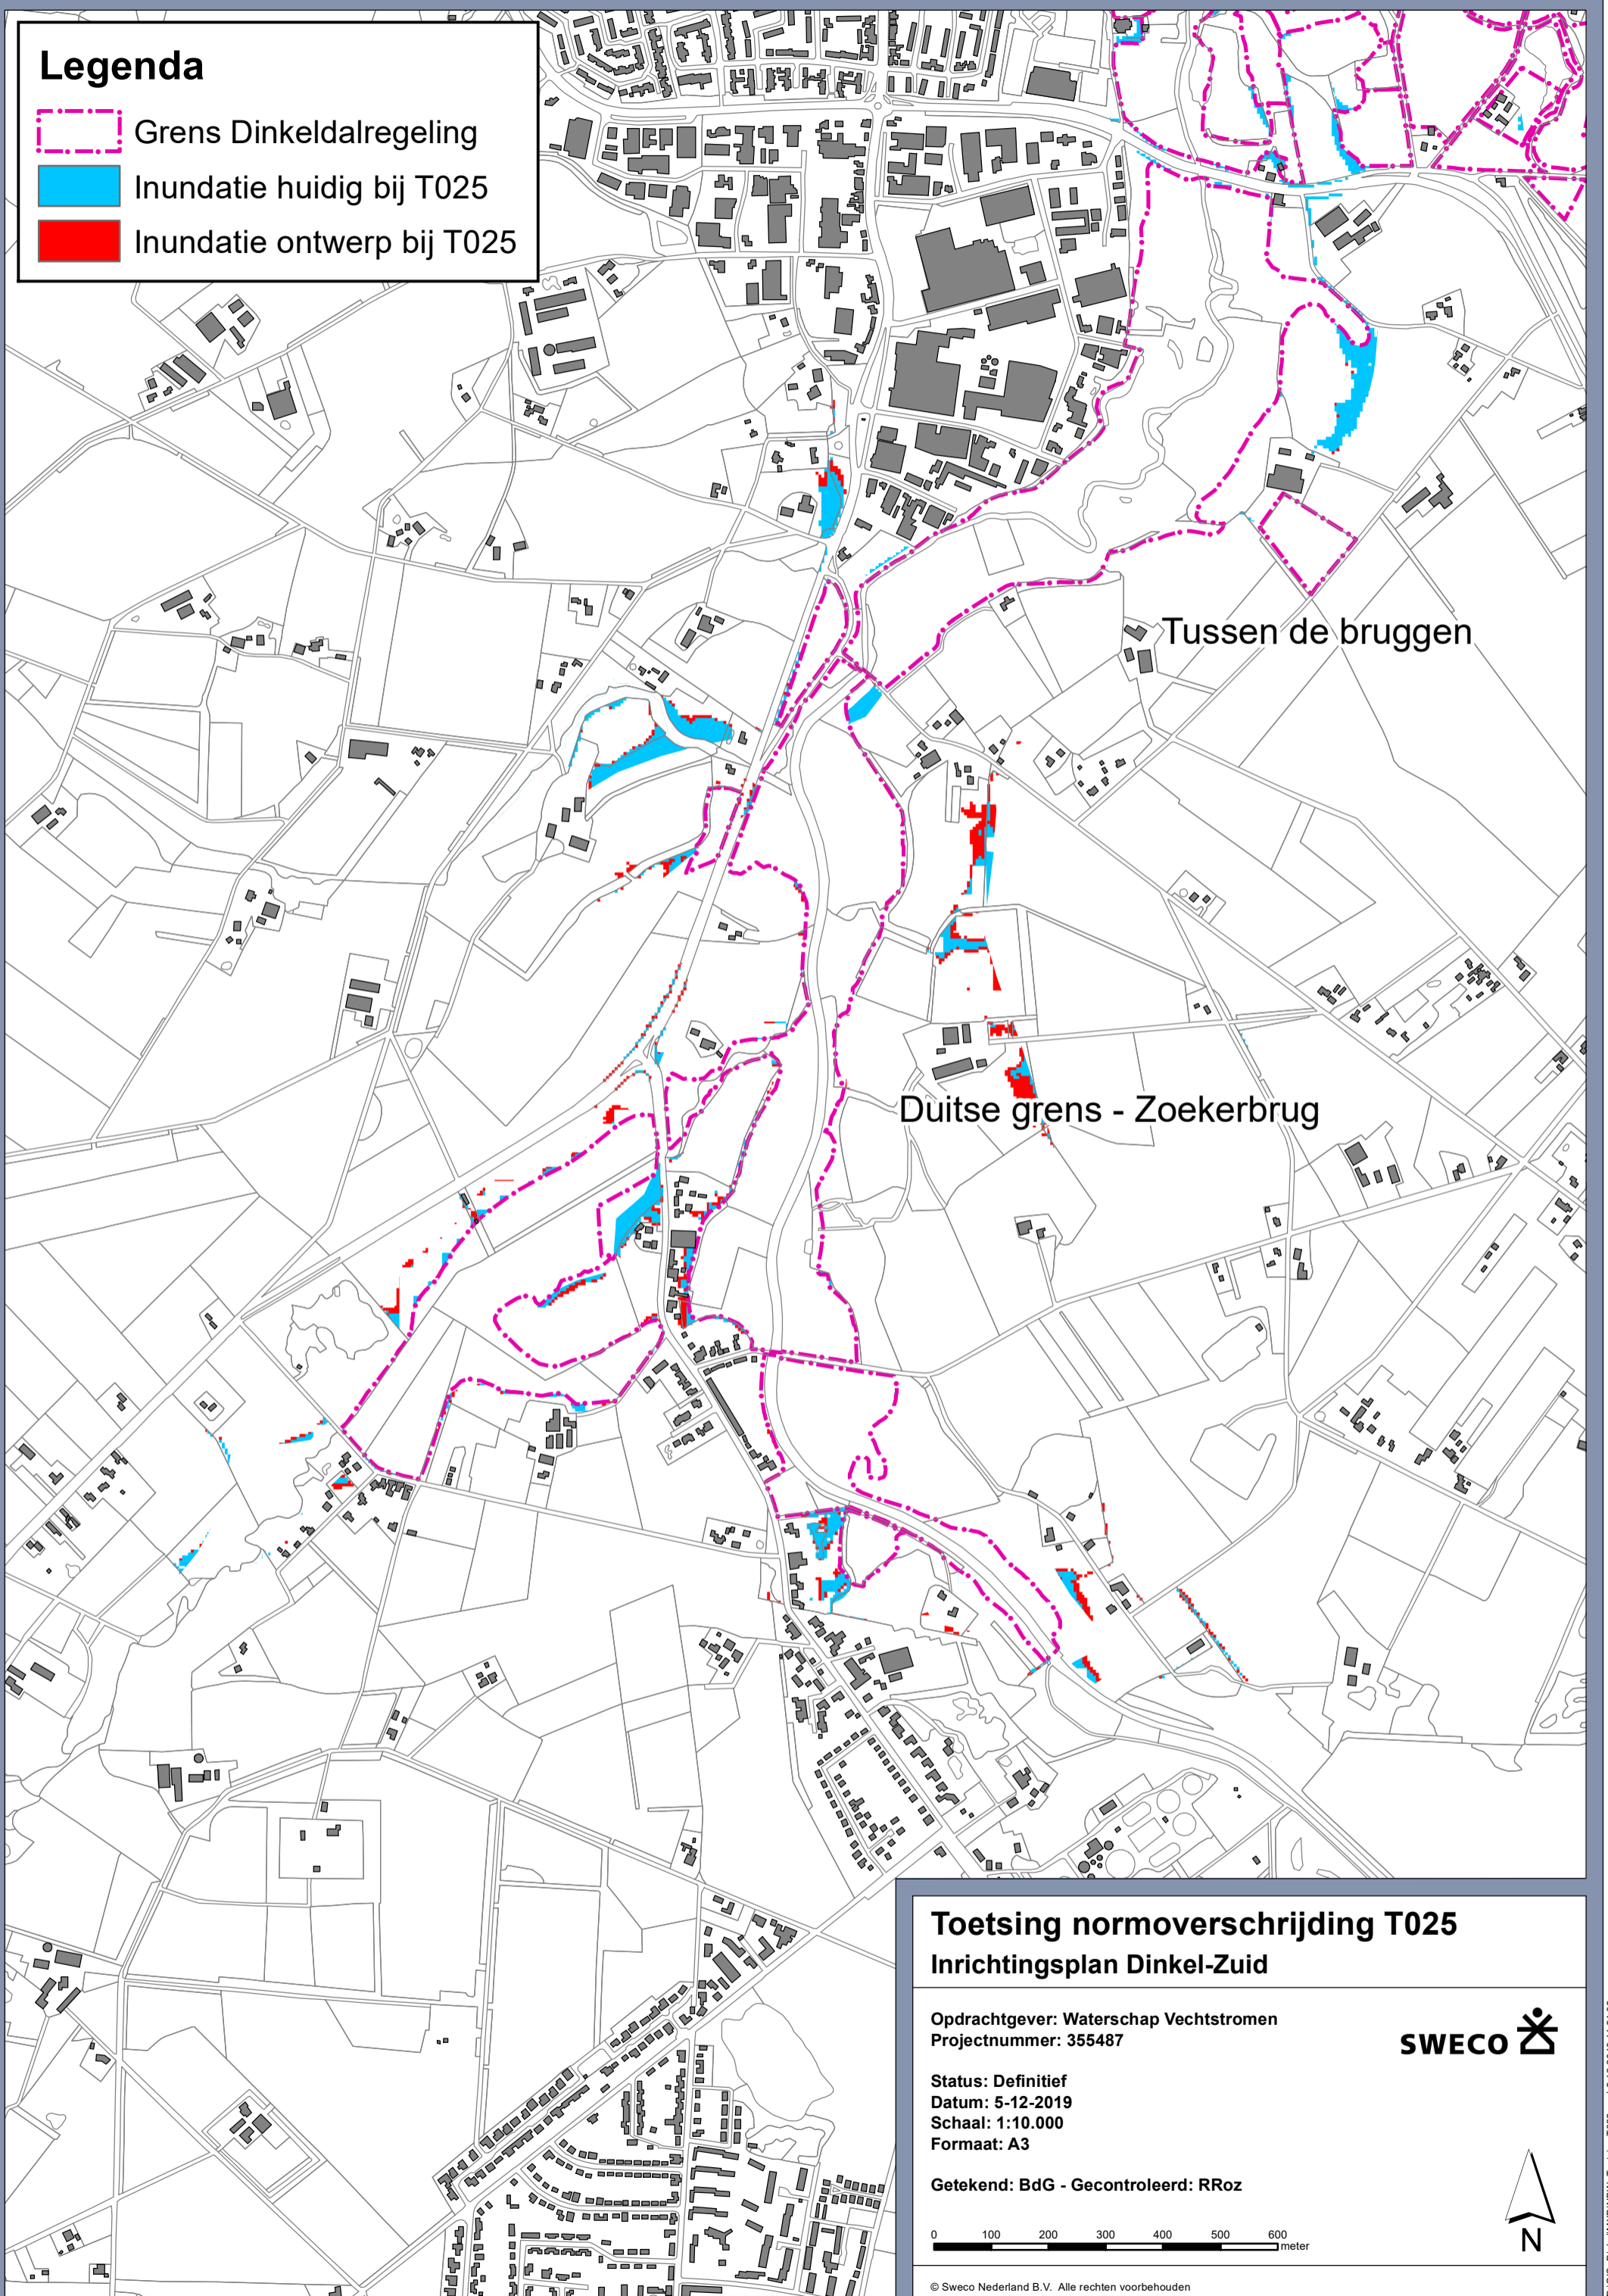 Legenda
Grens Dinkeldalregeling
Inundatie huidig bij T025
Inundatie ontwerp bij T025
Tussen de bruggen
Duitse grens - Zoekerbrug
Toetsing normoverschrijding T025
Inrichtingsplan Dinkel-Zuid
Opdrachtgever: Waterschap Vechtstromen
Projectnummer: 355487
SWECO
Status: Definitief
Datum: 5-12-2019
Schaal: 1:10.000
Formaat: A3
Getekend: BdG - Gecontroleerd: RRoz
N
0 100 200 300 400 500 600
meter
© Sweco Nederland B.V. Alle rechten voorbehouden